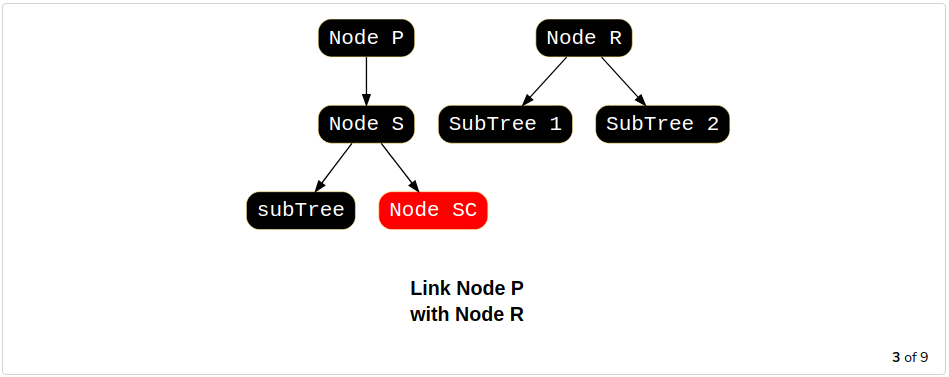 Node P
Node R
Node S
SubTree 1
SubTree 2
subTree
Node SC
Link Node P
with Node R
3 of 9